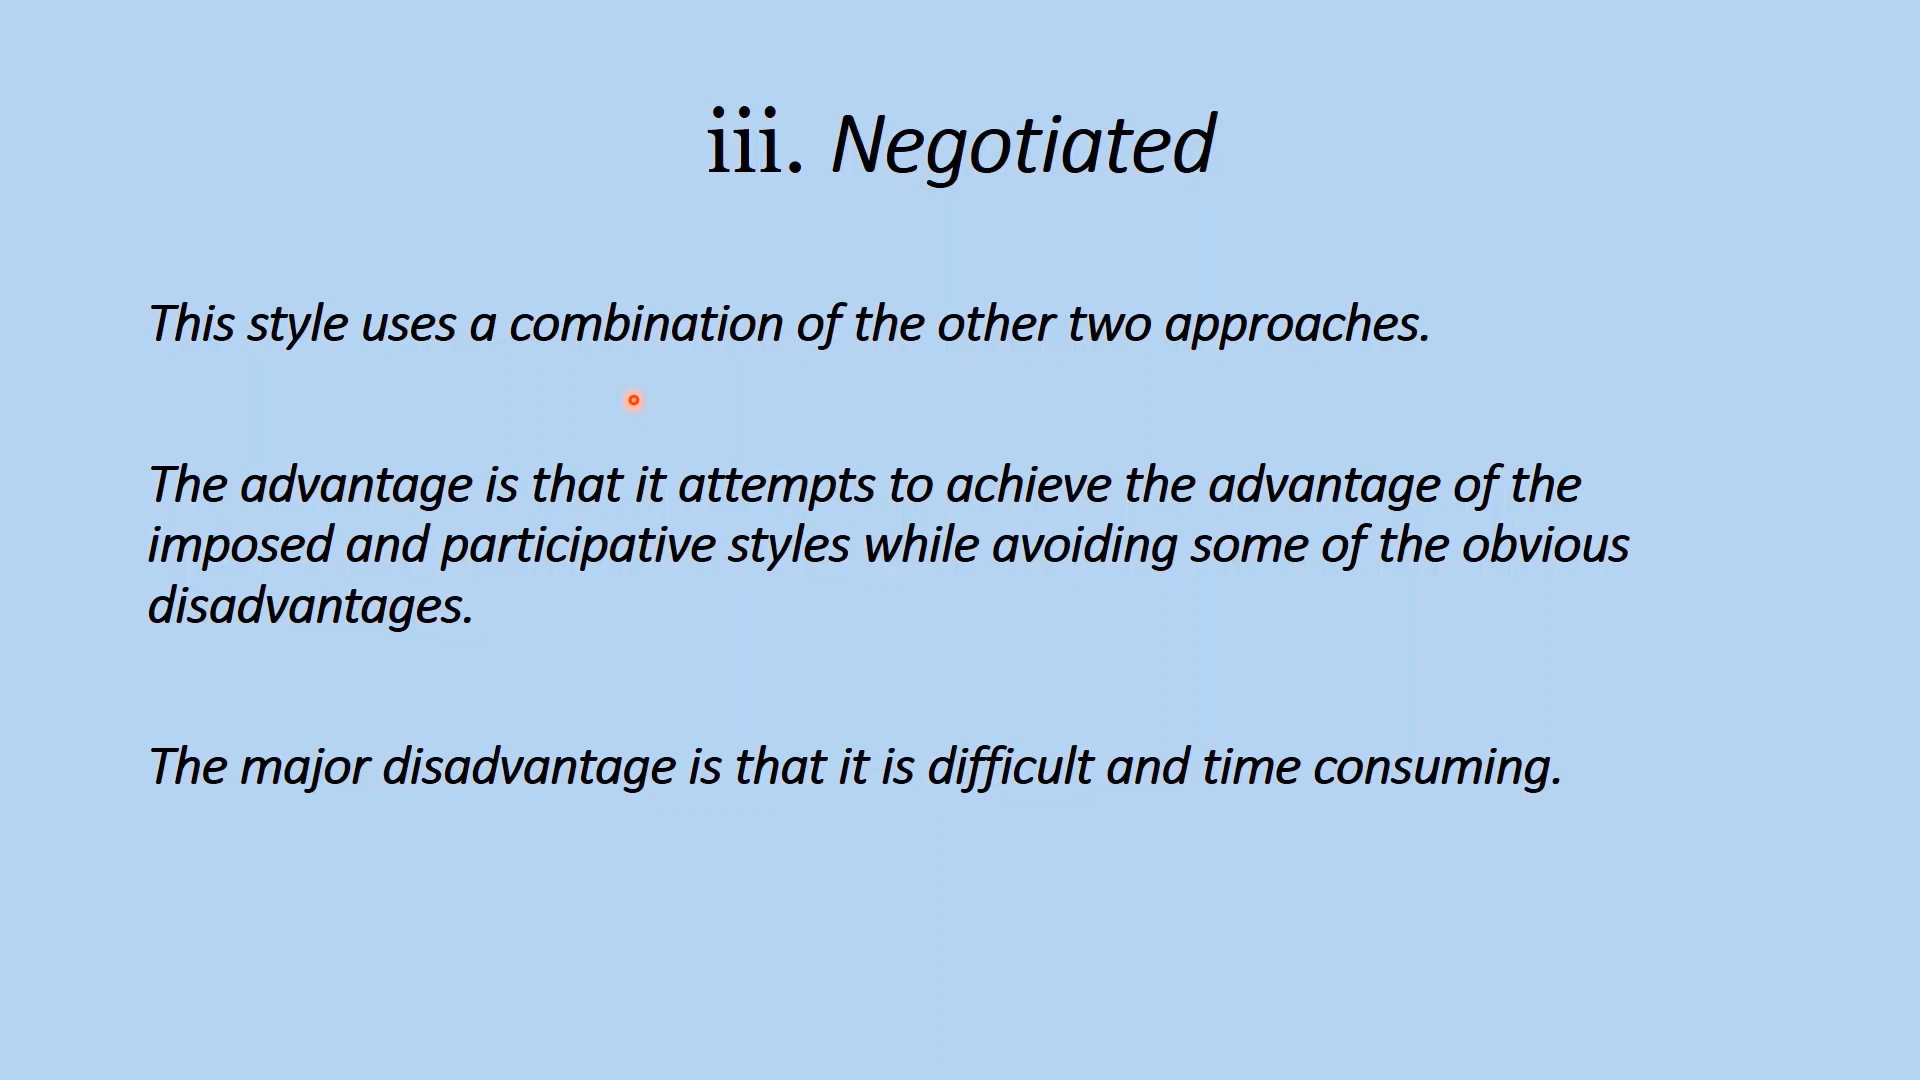 iii. Negotiated
This style uses a combination of the other two approaches.
The advantage is that it attempts to achieve the advantage of the
imposed and participative styles while avoiding some of the obvious
disadvantages.
The major disadvantage is that it is difficult and time consuming.